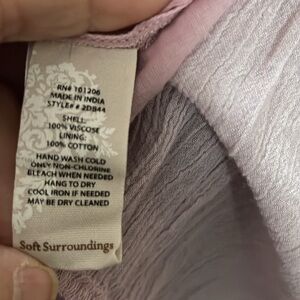 RN# 101206
MADE IN INDIA
STYLE# 2DB44
SHELL:
100% VISCOSE
LINING:
100% COTTON
HAND WASH COLD
ONLY NON-CHLORINE
BLEACH WHEN NEEDED
HANG TO DRY
COOL IRON IF NEEDED
MAY BE DRY CLEANED
Soft Surroundings